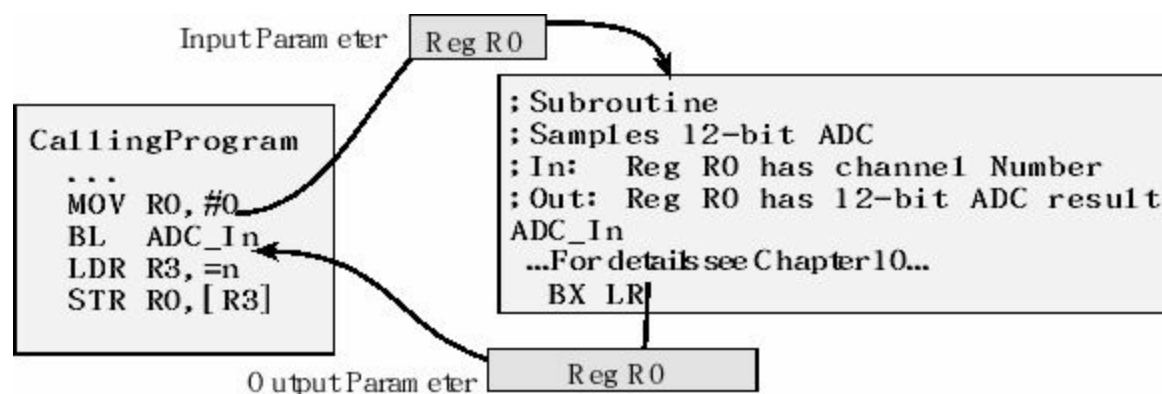 Input Parameter
Reg R0
CallingProgram
...
MOV R0,#0
BL ADC_In
LDR R3,=n
STR R0,[R3]
;Subroutine
;Samples 12-bit ADC
;In: Reg R0 has channel Number
;Out: Reg R0 has 12-bit ADC result
ADC_In
...For details see Chapter 10...
BX LR
Output Parameter
Reg R0